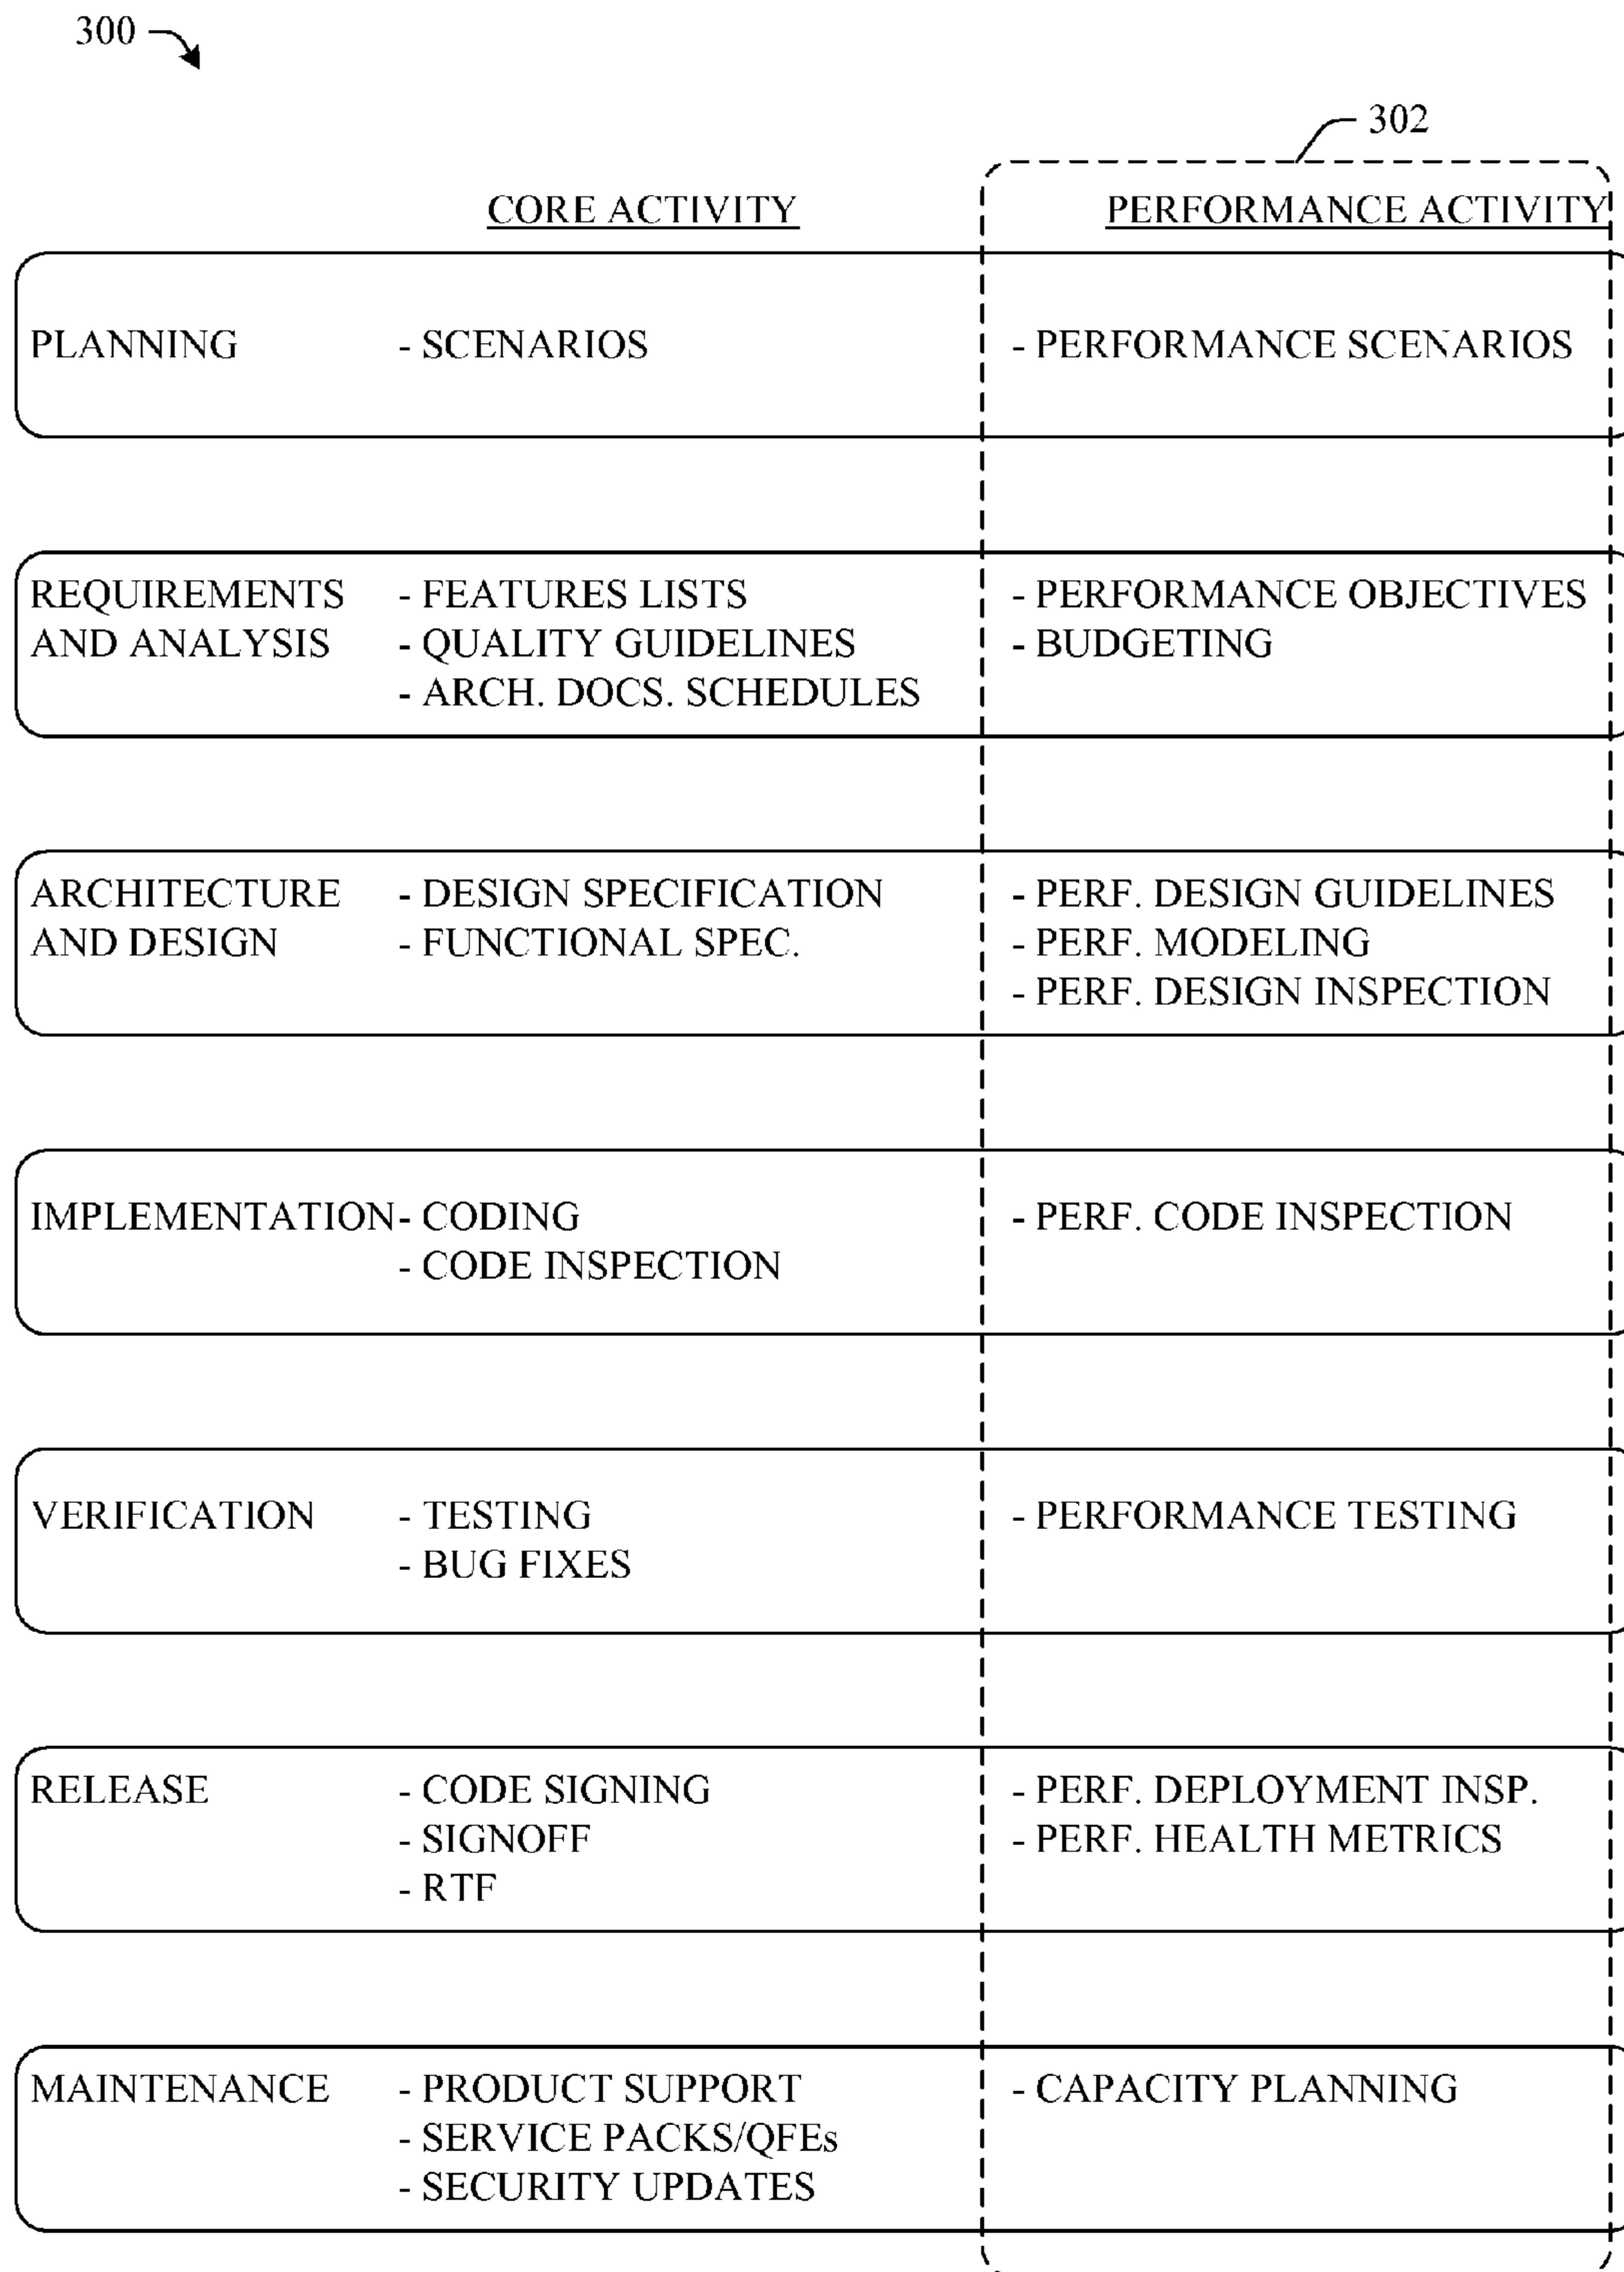 300
302
CORE ACTIVITY PERFORMANCE ACTIVITY
PLANNING - SCENARIOS - PERFORMANCE SCENARIOS
REQUIREMENTS - FEATURES LISTS - PERFORMANCE OBJECTIVES
AND ANALYSIS - QUALITY GUIDELINES - BUDGETING
- ARCH. DOCS. SCHEDULES
ARCHITECTURE - DESIGN SPECIFICATION - PERF. DESIGN GUIDELINES
AND DESIGN - FUNCTIONAL SPEC. - PERF. MODELING
- PERF. DESIGN INSPECTION
IMPLEMENTATION - CODING - PERF. CODE INSPECTION
- CODE INSPECTION
VERIFICATION - TESTING - PERFORMANCE TESTING
- BUG FIXES
RELEASE - CODE SIGNING - PERF. DEPLOYMENT INSP.
- SIGNOFF - PERF. HEALTH METRICS
- RTF
MAINTENANCE - PRODUCT SUPPORT - CAPACITY PLANNING
- SERVICE PACKS/QFEs
- SECURITY UPDATES